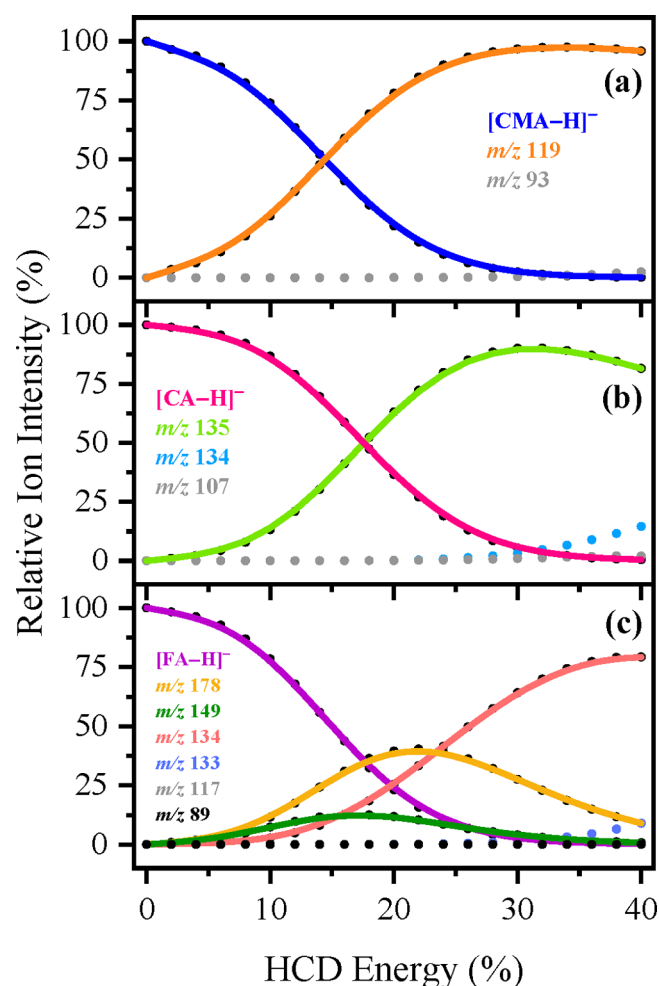 Relative Ion Intensity (%)
100
75
50
25
0
(a)
[CMA−H]⁻
m/z 119
m/z 93
100
75
50
25
0
(b)
[CA−H]⁻
m/z 135
m/z 134
m/z 107
100
75
50
25
0
(c)
[FA−H]⁻
m/z 178
m/z 149
m/z 134
m/z 133
m/z 117
m/z 89
0 10 20 30 40
HCD Energy (%)